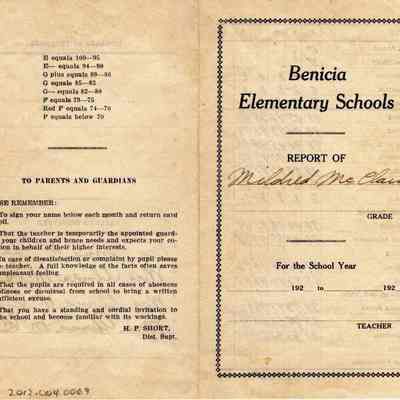 E equals 100—95
E— equals 94—90
G plus equals 89—86
G equals 85—83
G— equals 82—80
F equals 79—75
Red F equals 74—70
P equals below 70
TO PARENTS AND GUARDIANS
SE REMEMBER:
To sign your name below each month and return card
pil.
That the teacher is temporarily the appointed guard-
your children and hence needs and expects your co-
ion in behalf of their higher interests.
In case of dissatisfaction or complaint by pupil please
e teacher. A full knowledge of the facts often saves
unpleasant feeling.
That the pupils are required in all cases of absences
diness or dismissal from school to bring a written
fficient excuse.
That you have a standing and cordial invitation to
he school and become familiar with its workings.
H. P. SHORT,
Dist. Supt.
2012.004.0009
Benicia
Elementary Schools
REPORT OF
Mildred McClain
GRADE
For the School Year
192 to 192
TEACHER